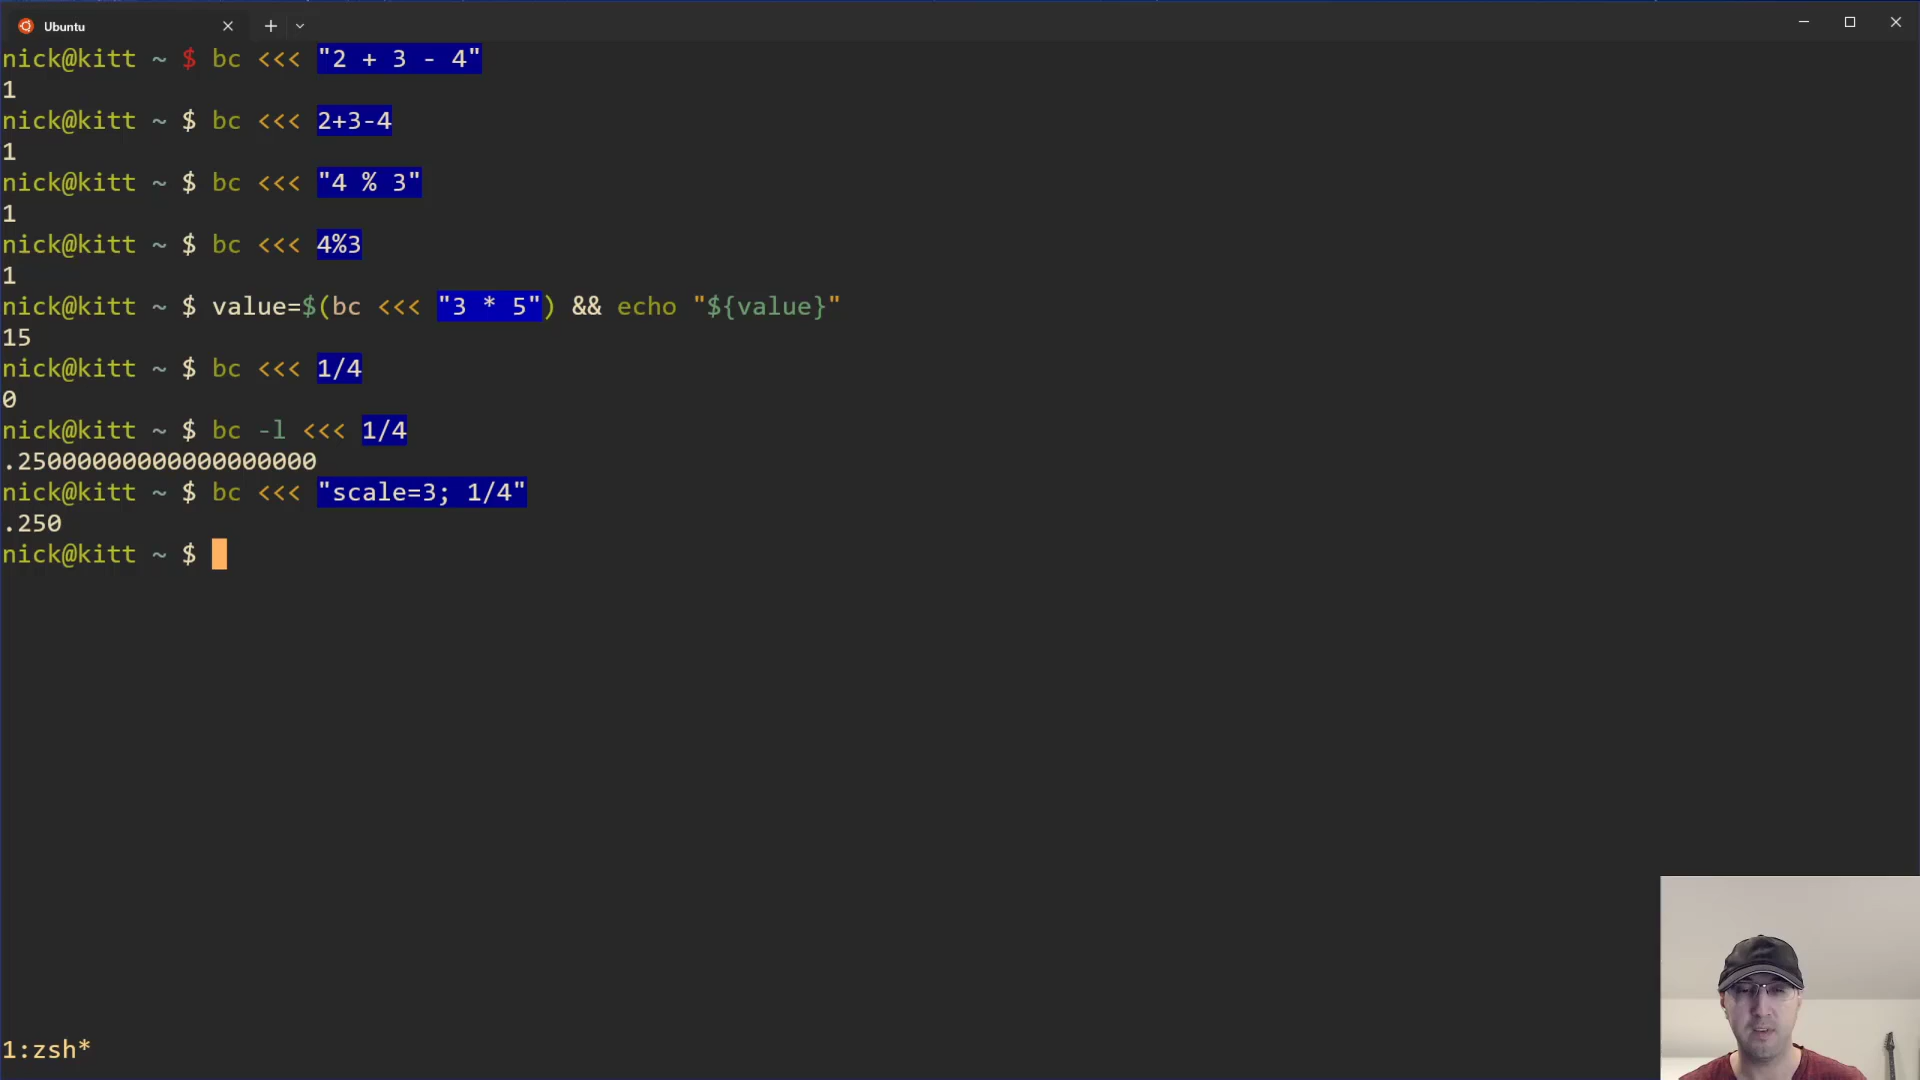 Ubuntu
nick@kitt ~ $ bc <<< "2 + 3 - 4"
1
nick@kitt ~ $ bc <<< 2+3-4
1
nick@kitt ~ $ bc <<< "4 % 3"
1
nick@kitt ~ $ bc <<< 4%3
1
nick@kitt ~ $ value=$(bc <<< "3 * 5") && echo "${value}"
15
nick@kitt ~ $ bc <<< 1/4
0
nick@kitt ~ $ bc -l <<< 1/4
.25000000000000000000
nick@kitt ~ $ bc <<< "scale=3; 1/4"
.250
nick@kitt ~ $
1:zsh*